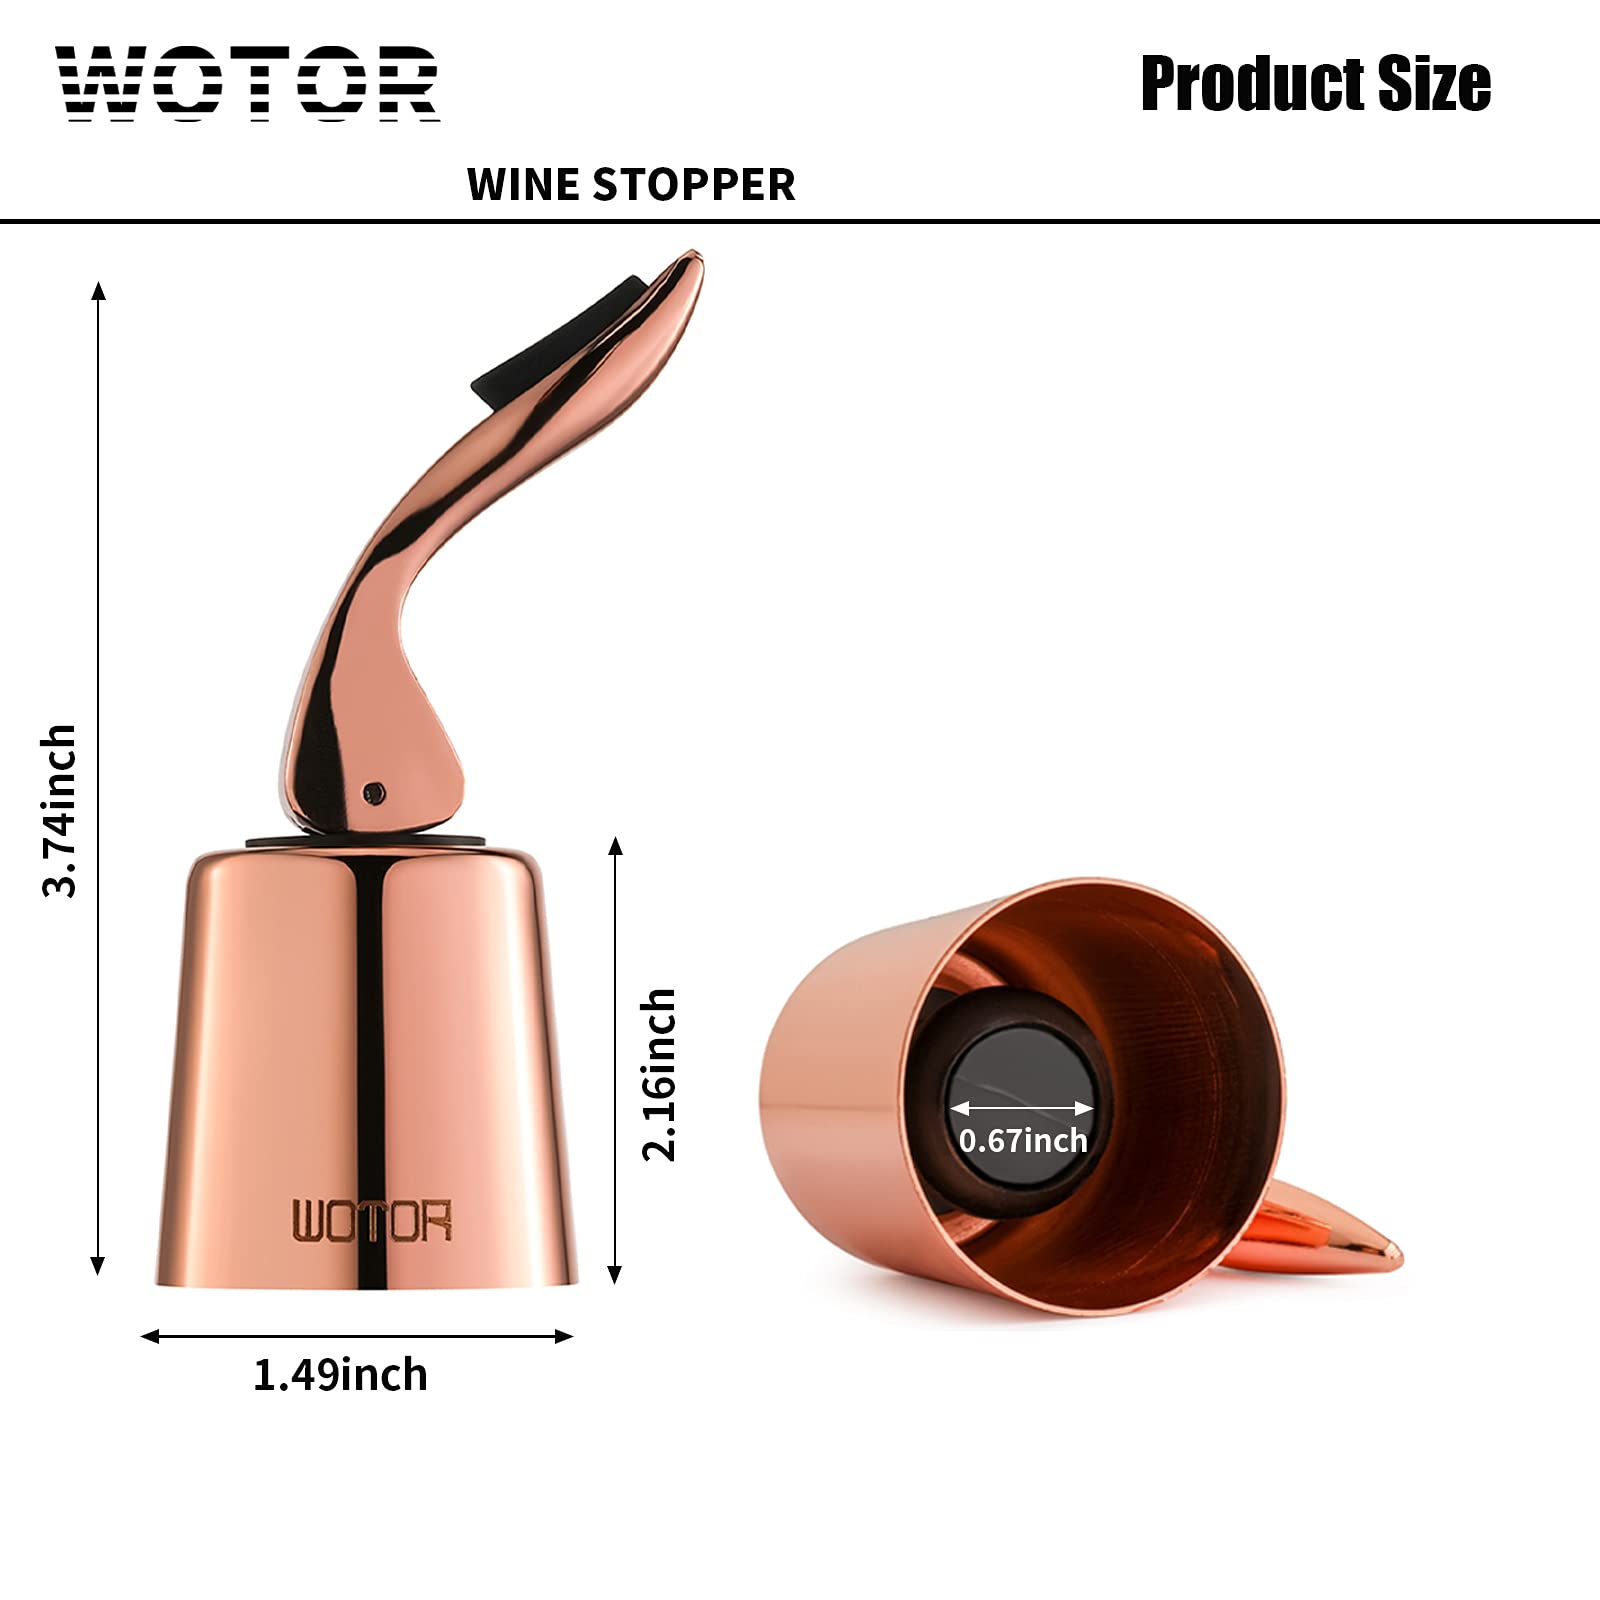 WOTOR
Product Size
WINE STOPPER
3.74inch
2.16inch
0.67inch
WOTOR
1.49inch